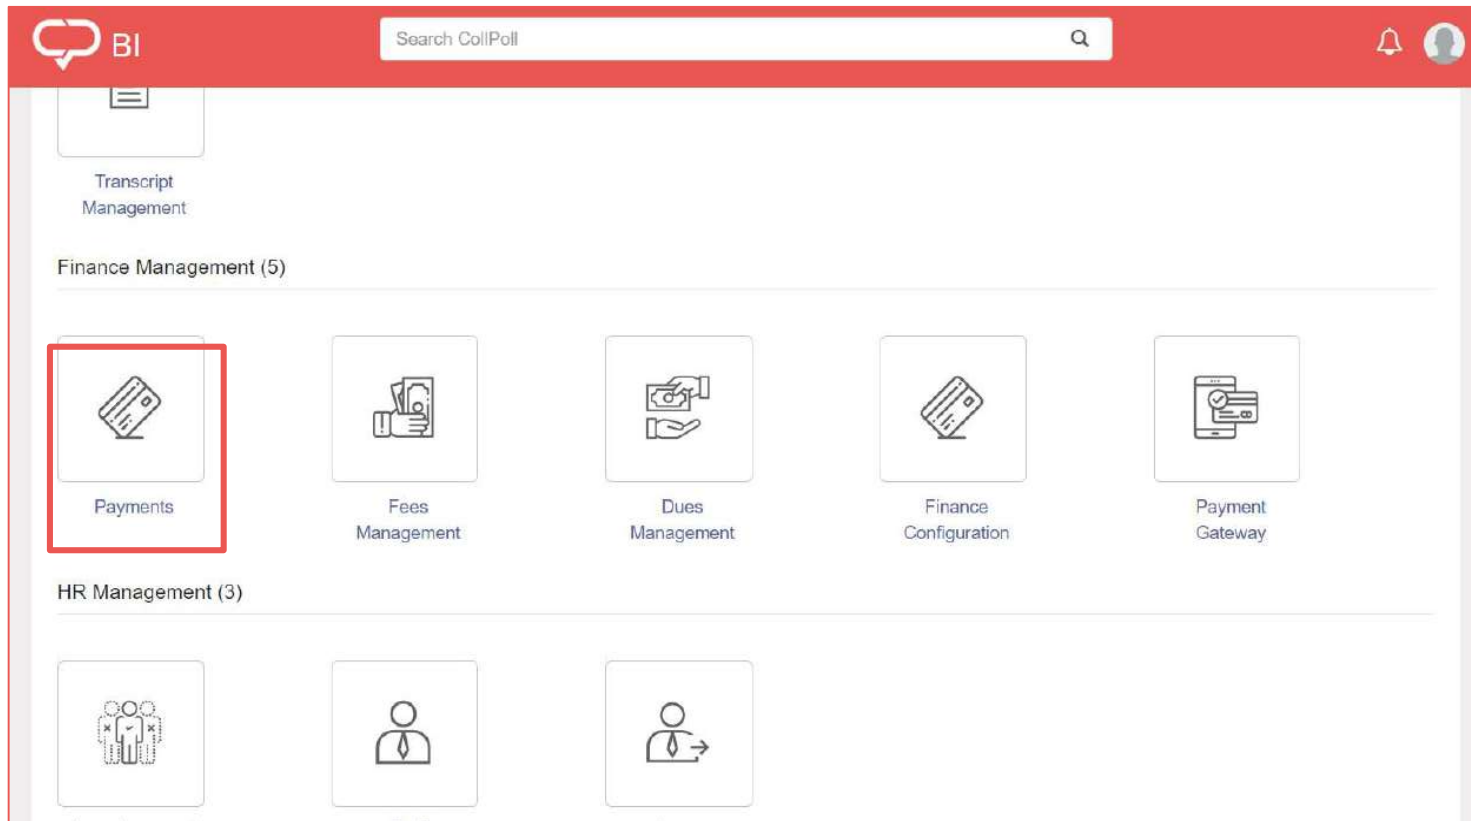 BI
Search CollPoll
Transcript
Management
Finance Management (5)
Payments
Fees
Management
Dues
Management
Finance
Configuration
Payment
Gateway
HR Management (3)